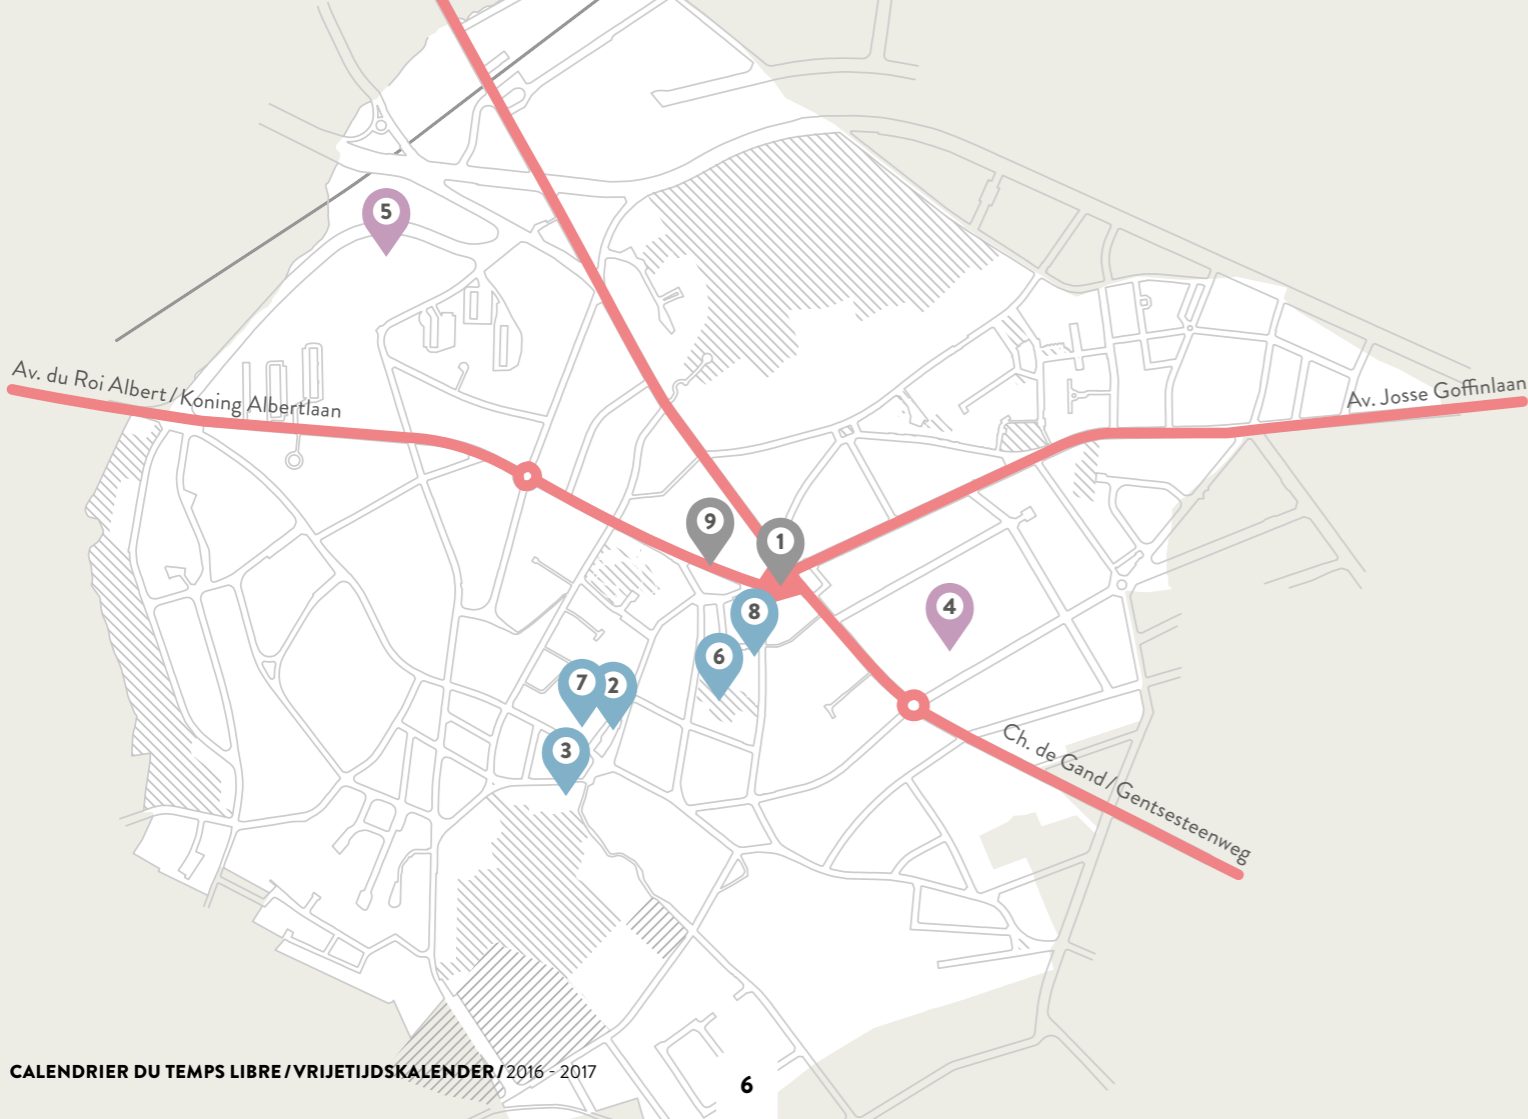 5
Av. du Roi Albert / Koning Albertlaan
Av. Josse Goffinlaan
9
1
8
4
6
7
2
3
Ch. de Gand / Gentsesteenweg
CALENDRIER DU TEMPS LIBRE / VRIJETIJDSKALENDER / 2016 - 2017
6